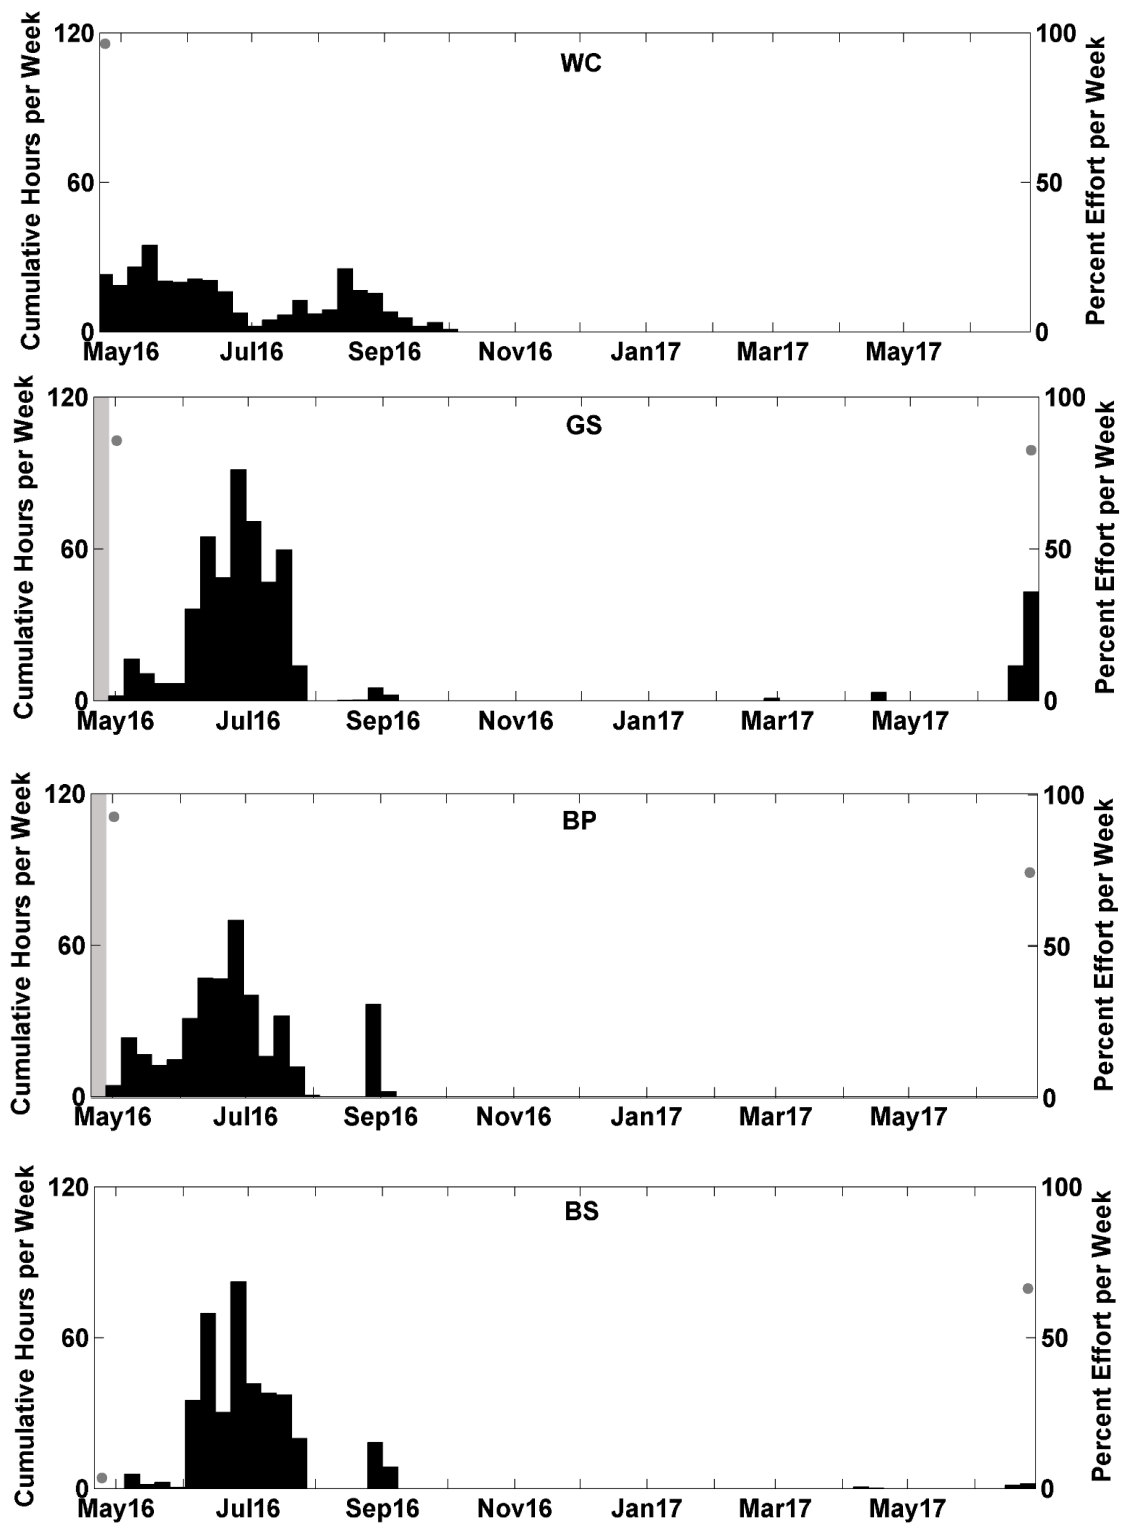 Cumulative Hours per Week
120
60
0
WC
100
50
0
Percent Effort per Week
May16 Jul16 Sep16 Nov16 Jan17 Mar17 May17
Cumulative Hours per Week
120
60
0
GS
100
50
0
Percent Effort per Week
May16 Jul16 Sep16 Nov16 Jan17 Mar17 May17
Cumulative Hours per Week
120
60
0
BP
100
50
0
Percent Effort per Week
May16 Jul16 Sep16 Nov16 Jan17 Mar17 May17
Cumulative Hours per Week
120
60
0
BS
100
50
0
Percent Effort per Week
May16 Jul16 Sep16 Nov16 Jan17 Mar17 May17